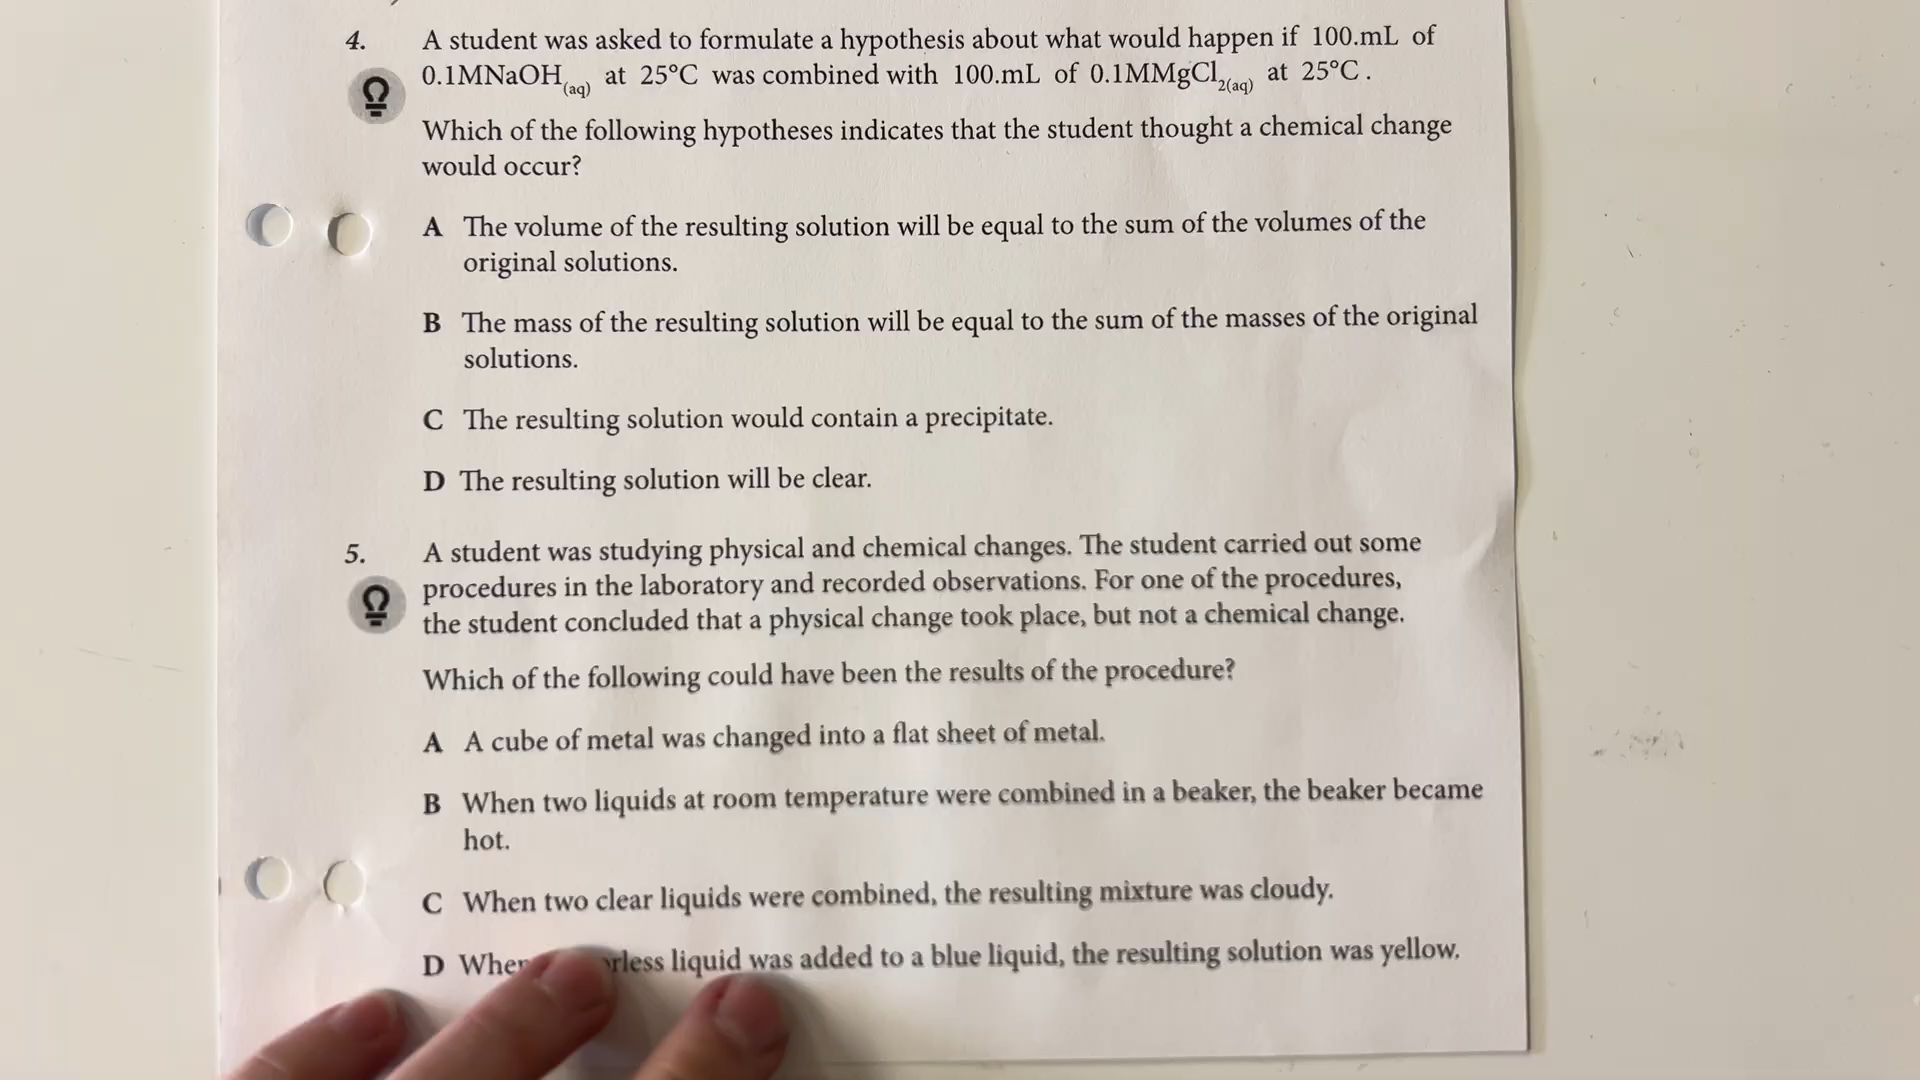 4. A student was asked to formulate a hypothesis about what would happen if 100.mL of
0.1MNaOH(aq) at 25°C was combined with 100.mL of 0.1MMgCl2(aq) at 25°C.
Which of the following hypotheses indicates that the student thought a chemical change
would occur?
A The volume of the resulting solution will be equal to the sum of the volumes of the
original solutions.
B The mass of the resulting solution will be equal to the sum of the masses of the original
solutions.
C The resulting solution would contain a precipitate.
D The resulting solution will be clear.
5. A student was studying physical and chemical changes. The student carried out some
procedures in the laboratory and recorded observations. For one of the procedures,
the student concluded that a physical change took place, but not a chemical change.
Which of the following could have been the results of the procedure?
A A cube of metal was changed into a flat sheet of metal.
B When two liquids at room temperature were combined in a beaker, the beaker became
hot.
C When two clear liquids were combined, the resulting mixture was cloudy.
D liquid was added to a blue liquid, the resulting solution was yellow.